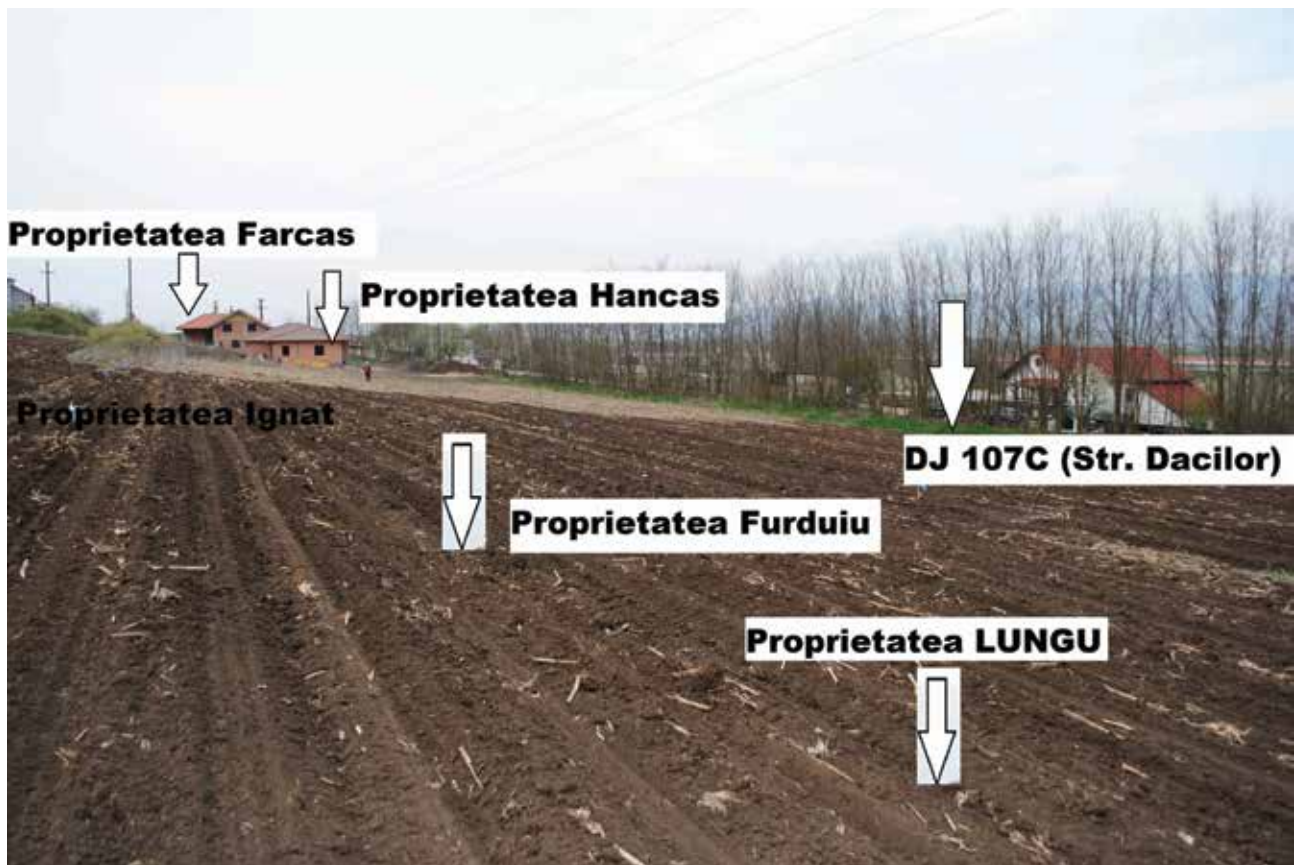 Proprietatea Farcas
Proprietatea Hancas
Proprietatea Ignat
DJ 107C (Str. Dacilor)
Proprietatea Furduiu
Proprietatea LUNGU